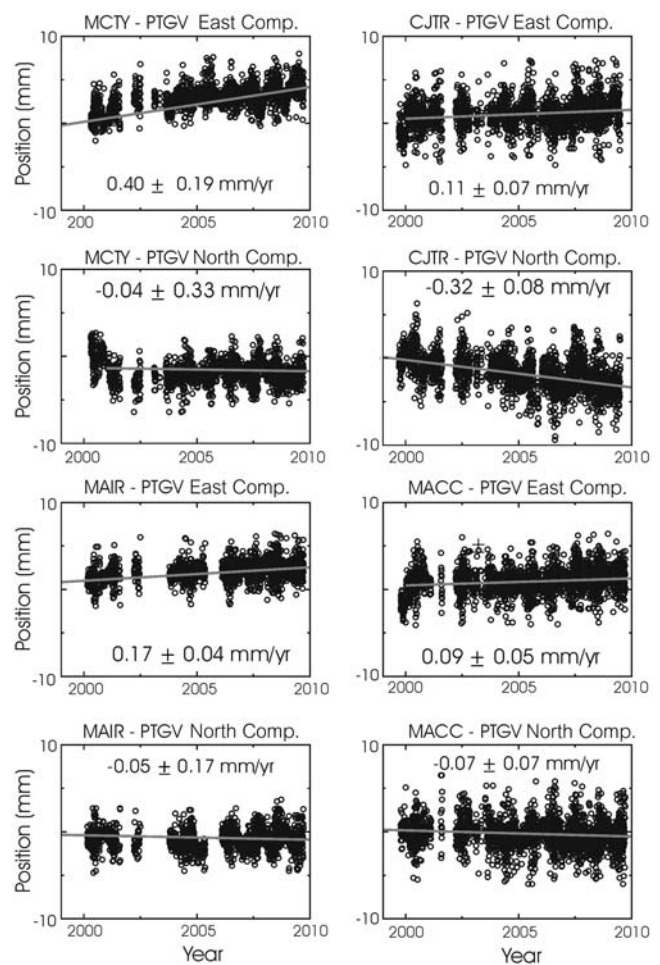 MCTY - PTGV East Comp.
CJTR - PTGV East Comp.
10
10
Position (mm)
0.40 ± 0.19 mm/yr
0.11 ± 0.07 mm/yr
-10
200 2005 2010
2000 2005 2010
MCTY - PTGV North Comp.
CJTR - PTGV North Comp.
10
10
-0.04 ± 0.33 mm/yr
-0.32 ± 0.08 mm/yr
Position (mm)
-10
-10
2000 2005 2010
2000 2005 2010
MAIR - PTGV East Comp.
MACC - PTGV East Comp.
10
10
Position (mm)
0.17 ± 0.04 mm/yr
0.09 ± 0.05 mm/yr
-10
-10
2000 2005 2010
2000 2005 2010
MAIR - PTGV North Comp.
MACC - PTGV North Comp.
10
10
-0.05 ± 0.17 mm/yr
-0.07 ± 0.07 mm/yr
Position (mm)
-10
-10
2000 2005 2010
2000 2005 2010
Year
Year